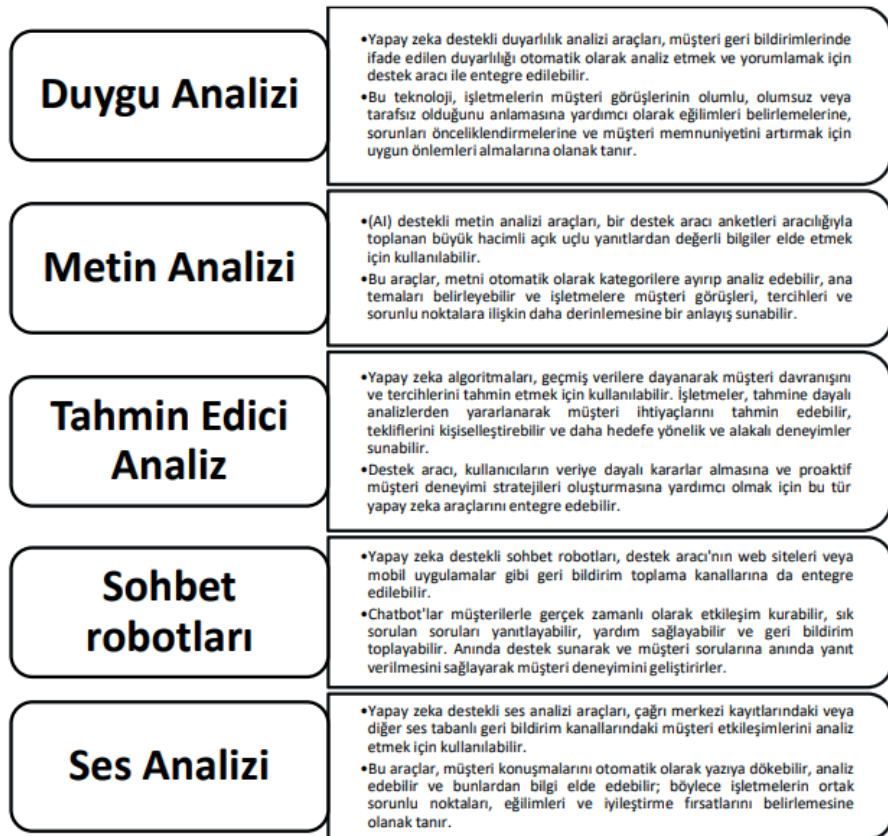 Duygu Analizi
•Yapay zeka destekli duyarlılık analizi araçları, müşteri geri bildirimlerinde
ifade edilen duyarlılığı otomatik olarak analiz etmek ve yorumlamak için
destek aracı ile entegre edilebilir.
•Bu teknoloji, işletmelerin müşteri görüşlerinin olumlu, olumsuz veya
tarafsız olduğunu anlamasına yardımcı olarak eğilimleri belirlemelerine,
sorunları önceliklendirmelerine ve müşteri memnuniyetini artırmak için
uygun önlemleri almalarına olanak tanır.
Metin Analizi
•(AI) destekli metin analizi araçları, bir destek aracı anketleri aracılığıyla
toplanan büyük hacimli açık uçlu yanıtlardan değerli bilgiler elde etmek
için kullanılabilir.
•Bu araçlar, metni otomatik olarak kategorilere ayırıp analiz edebilir, ana
temaları belirleyebilir ve işletmelere müşteri görüşleri, tercihleri ve
sorunlu noktalara ilişkin daha derinlemesine bir anlayış sunabilir.
Tahmin Edici
Analiz
•Yapay zeka algoritmaları, geçmiş verilere dayanarak müşteri davranışını
ve tercihlerini tahmin etmek için kullanılabilir. İşletmeler, tahmine dayalı
analizlerden yararlanarak müşteri ihtiyaçlarını tahmin edebilir,
tekliflerini kişiselleştirebilir ve daha hedefe yönelik ve alakalı deneyimler
sunabilir.
•Destek aracı, kullanıcıların veriye dayalı kararlar almasına ve proaktif
müşteri deneyimi stratejileri oluşturmasına yardımcı olmak için bu tür
yapay zeka araçlarını entegre edebilir.
Sohbet
robotları
•Yapay zeka destekli sohbet robotları, destek aracı'nın web siteleri veya
mobil uygulamalar gibi geri bildirim toplama kanallarına da entegre
edilebilir.
•Chatbot'lar müşterilerle gerçek zamanlı olarak etkileşim kurabilir, sık
sorulan soruları yanıtlayabilir, yardım sağlayabilir ve geri bildirim
toplayabilir. Anında destek sunarak ve müşteri sorularına anında yanıt
verilmesini sağlayarak müşteri deneyimini geliştirirler.
Ses Analizi
•Yapay zeka destekli ses analizi araçları, çağrı merkezi kayıtlarındaki veya
diğer ses tabanlı geri bildirim kanallarındaki müşteri etkileşimlerini analiz
etmek için kullanılabilir.
•Bu araçlar, müşteri konuşmalarını otomatik olarak yazıya dökebilir, analiz
edebilir ve bunlardan bilgi elde edebilir; böylece işletmelerin ortak
sorunlu noktaları, eğilimleri ve iyileştirme fırsatlarını belirlemesine
olanak tanır.